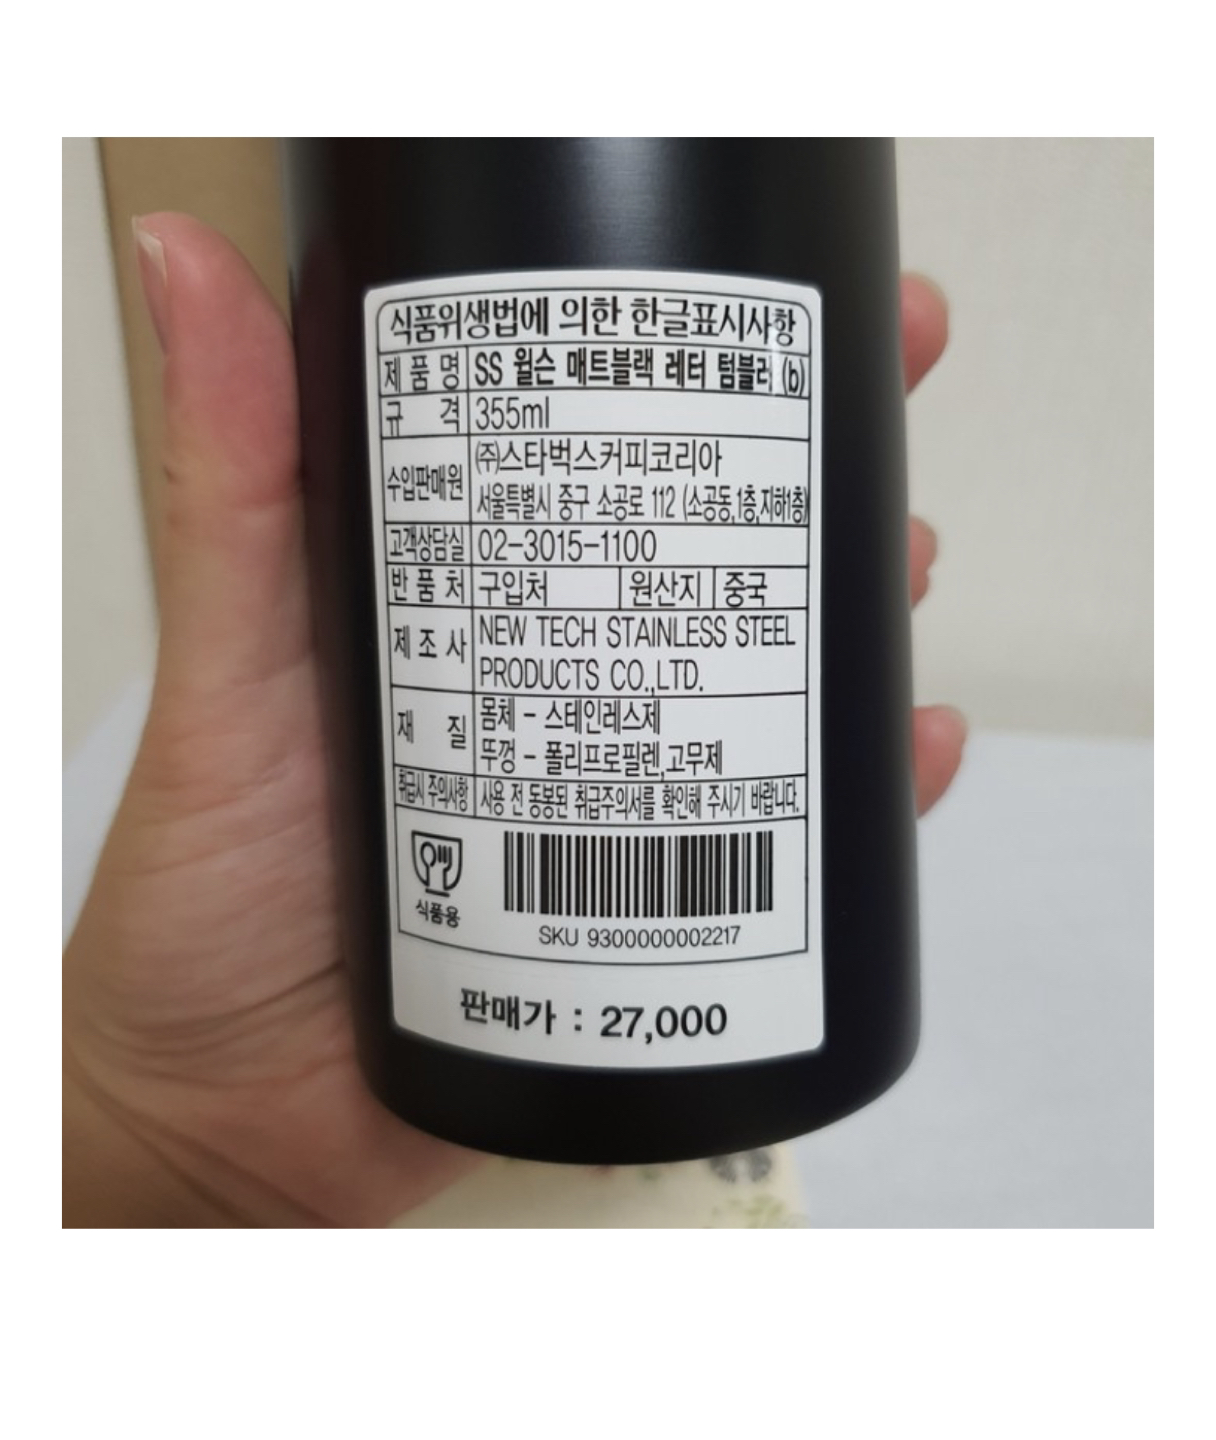 식품위생법에 의한 한글표시사항
제 품 명 SS 윌슨 매트블랙 레터 텀블러 (b)
규 격 355ml
수입판매원 ㈜스타벅스커피코리아
서울특별시 중구 소공로 112 (소공동,1층,지하1층)
고객상담실 02-3015-1100
반 품 처 구입처 원산지 중국
제 조 사 NEW TECH STAINLESS STEEL
PRODUCTS CO.,LTD.
재 질 몸체 - 스테인레스제
뚜껑 - 폴리프로필렌,고무제
취급시 주의사항 사용 전 동봉된 취급주의서를 확인해 주시기 바랍니다.
식품용
SKU 9300000002217
판매가 : 27,000